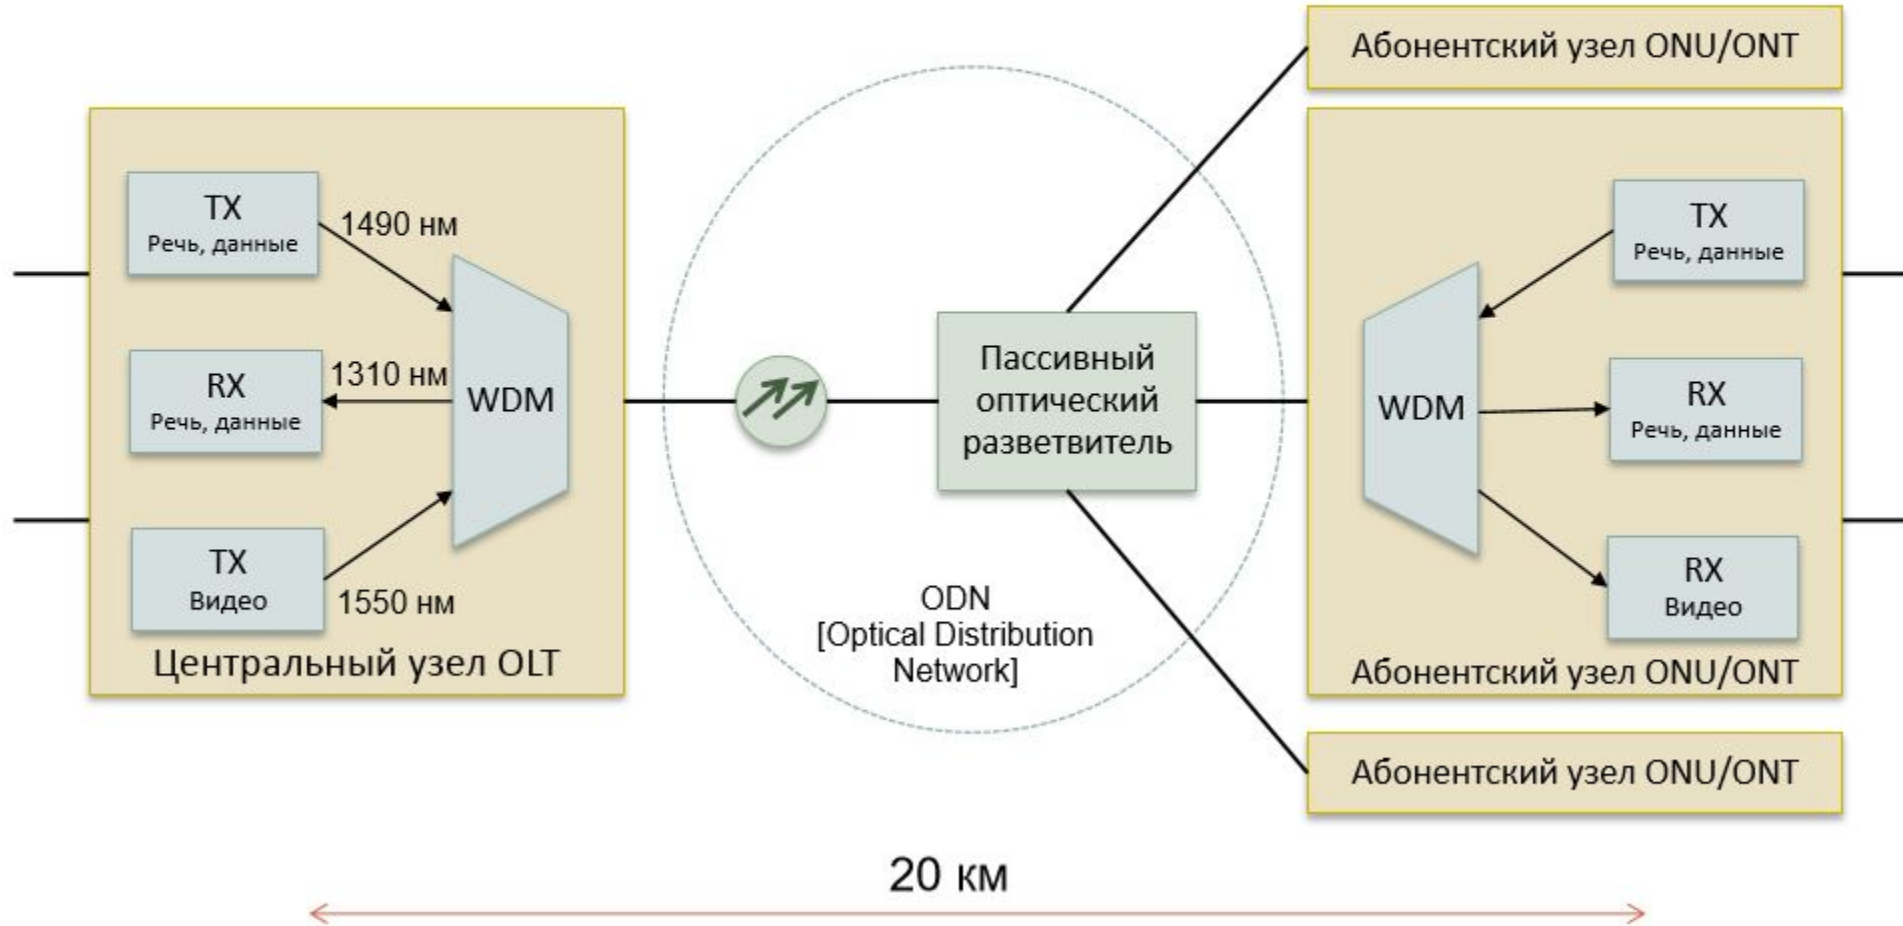 Абонентский узел ONU/ONT
TX
Речь, данные
1490 нм
RX
Речь, данные
1310 нм
WDM
TX
Видео
1550 нм
Центральный узел OLT
Пассивный
оптический
разветвитель
ODN
[Optical Distribution
Network]
WDM
TX
Речь, данные
RX
Речь, данные
RX
Видео
Абонентский узел ONU/ONT
Абонентский узел ONU/ONT
20 км